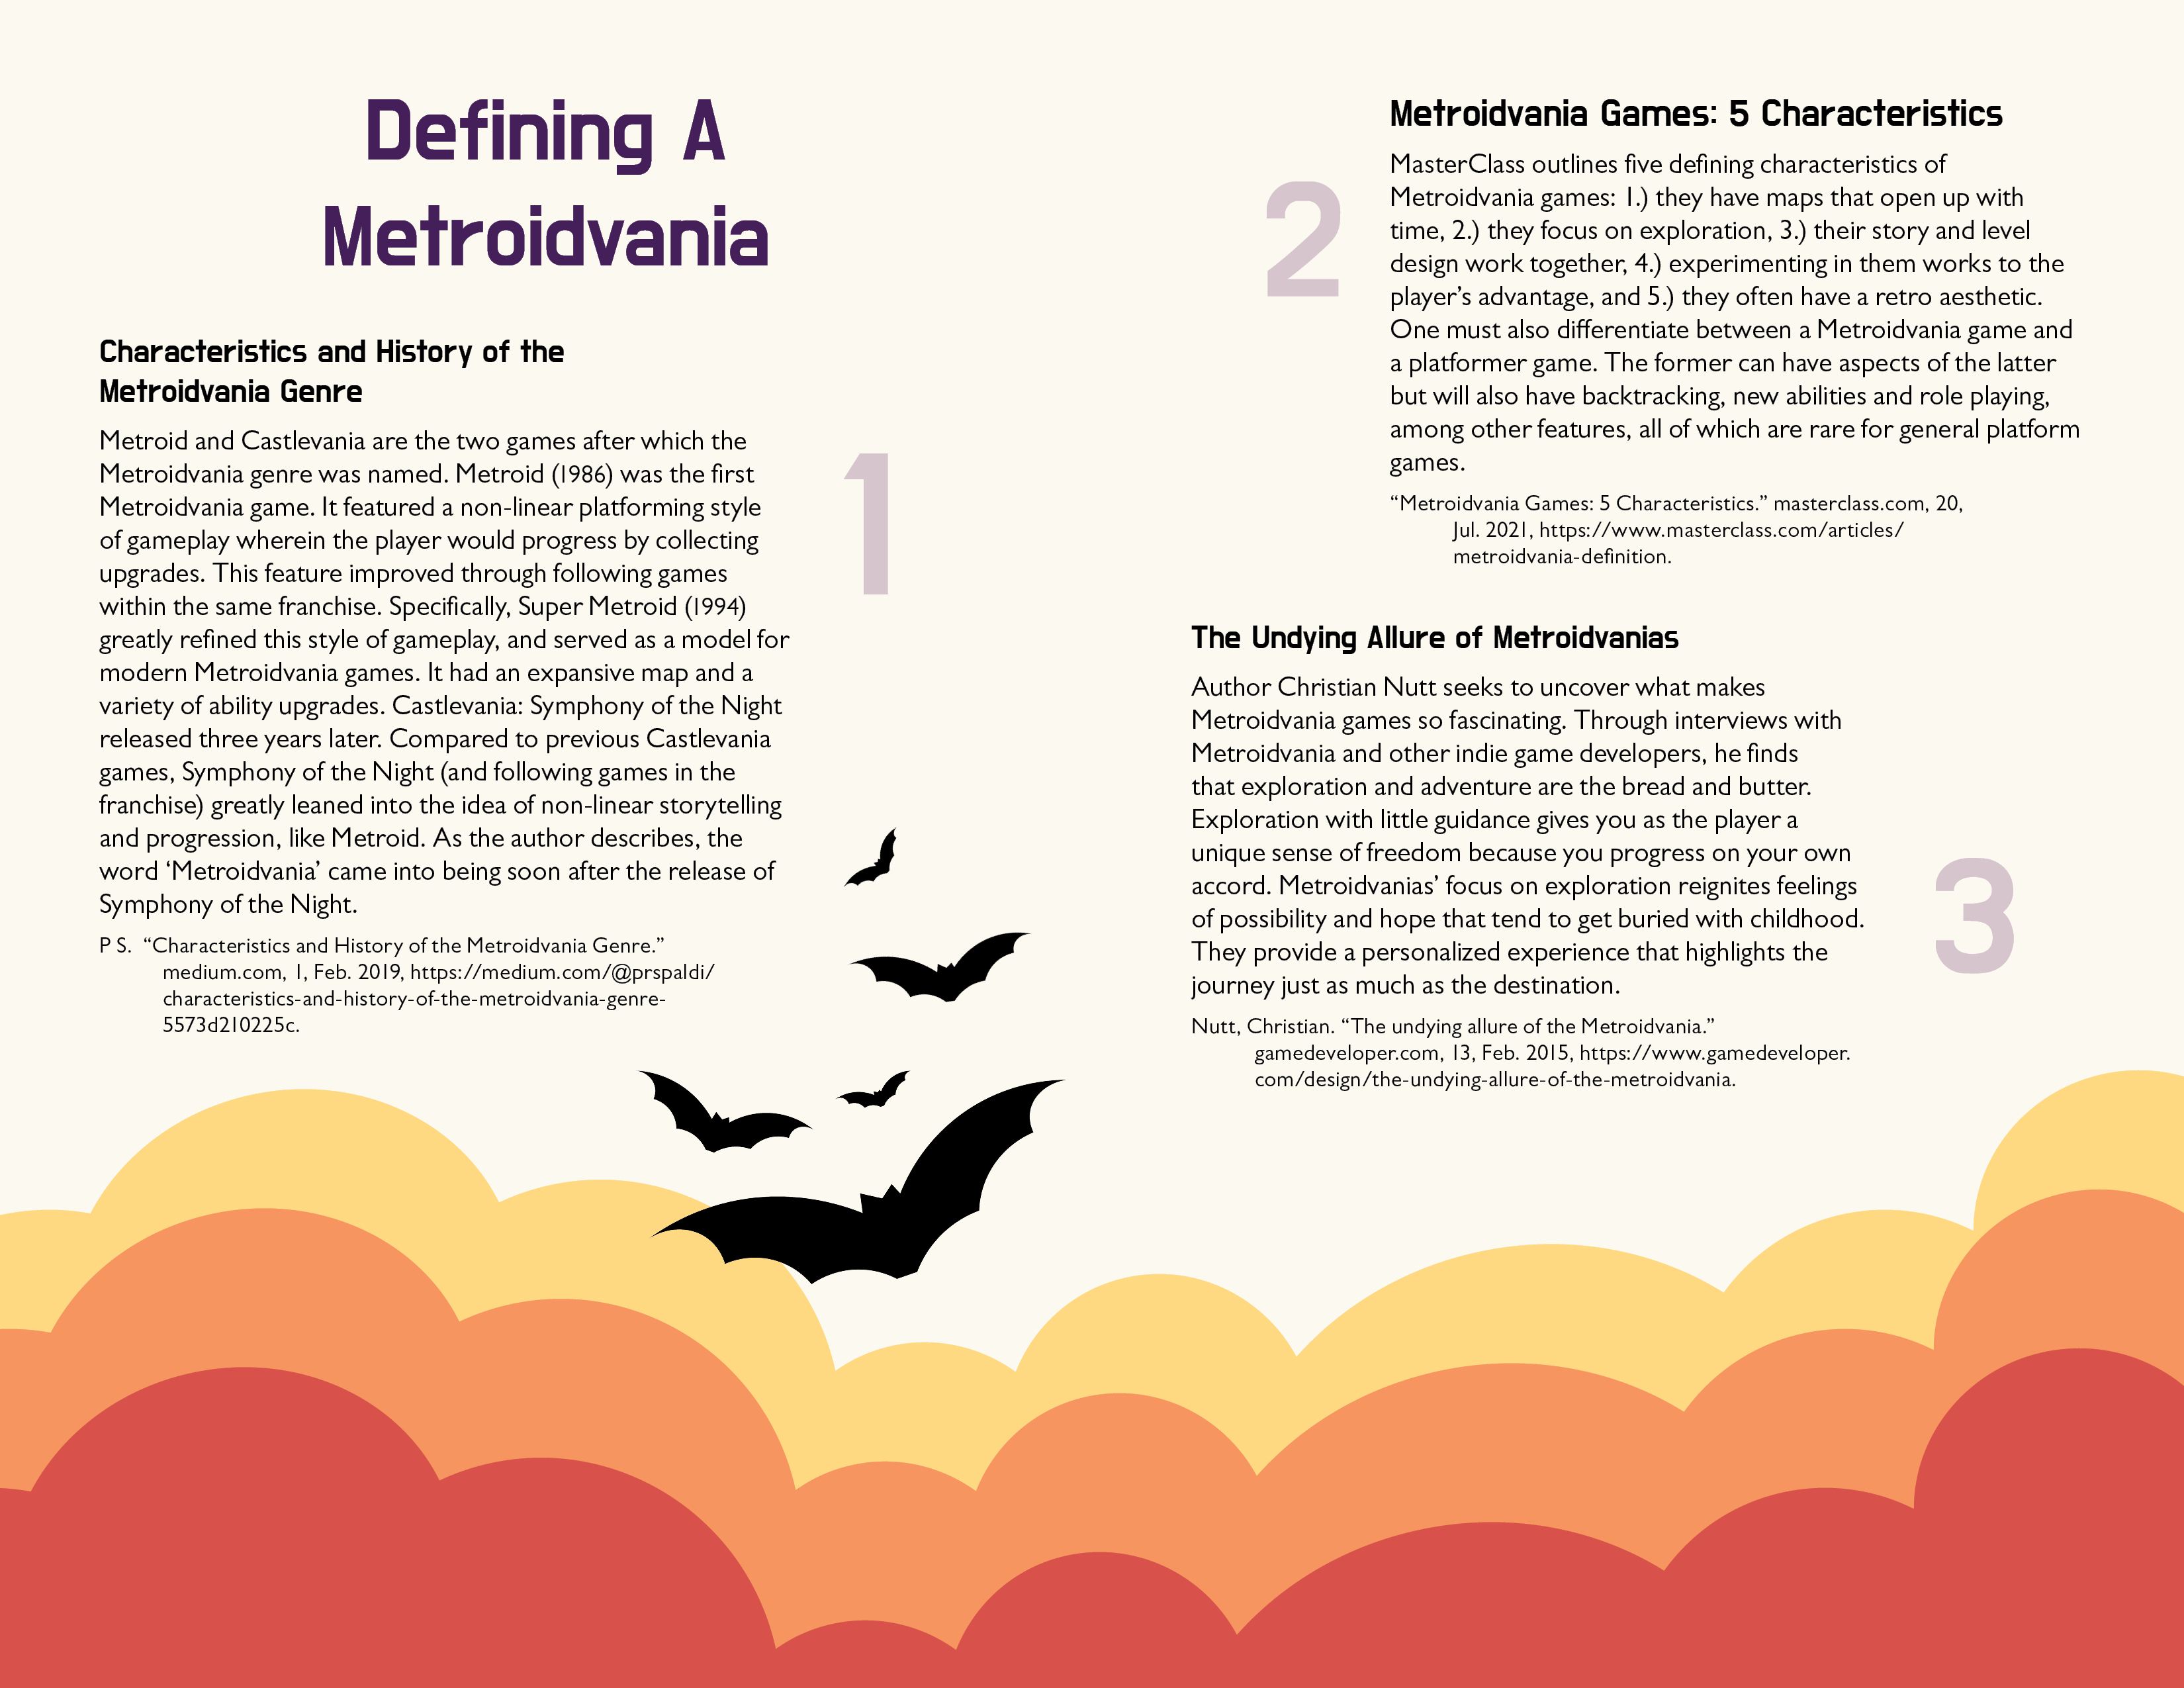 Defining A
Metroidvania
Characteristics and History of the
Metroidvania Genre
Metroid and Castlevania are the two games after which the
Metroidvania genre was named. Metroid (1986) was the first
Metroidvania game. It featured a non-linear platforming style
of gameplay wherein the player would progress by collecting
upgrades. This feature improved through following games
within the same franchise. Specifically, Super Metroid (1994)
greatly refined this style of gameplay, and served as a model for
modern Metroidvania games. It had an expansive map and a
variety of ability upgrades. Castlevania: Symphony of the Night
released three years later. Compared to previous Castlevania
games, Symphony of the Night (and following games in the
franchise) greatly leaned into the idea of non-linear storytelling
and progression, like Metroid. As the author describes, the
word ‘Metroidvania’ came into being soon after the release of
Symphony of the Night.
P S. “Characteristics and History of the Metroidvania Genre.”
medium.com, 1, Feb. 2019, https://medium.com/@prspaldi/
characteristics-and-history-of-the-metroidvania-genre-
5573d210225c.
1
Metroidvania Games: 5 Characteristics
MasterClass outlines five defining characteristics of
Metroidvania games: 1.) they have maps that open up with
time, 2.) they focus on exploration, 3.) their story and level
design work together, 4.) experimenting in them works to the
player’s advantage, and 5.) they often have a retro aesthetic.
One must also differentiate between a Metroidvania game and
a platformer game. The former can have aspects of the latter
but will also have backtracking, new abilities and role playing,
among other features, all of which are rare for general platform
games.
“Metroidvania Games: 5 Characteristics.” masterclass.com, 20,
Jul. 2021, https://www.masterclass.com/articles/
metroidvania-definition.
2
The Undying Allure of Metroidvanias
Author Christian Nutt seeks to uncover what makes
Metroidvania games so fascinating. Through interviews with
Metroidvania and other indie game developers, he finds
that exploration and adventure are the bread and butter.
Exploration with little guidance gives you as the player a
unique sense of freedom because you progress on your own
accord. Metroidvanias’ focus on exploration reignites feelings
of possibility and hope that tend to get buried with childhood.
They provide a personalized experience that highlights the
journey just as much as the destination.
Nutt, Christian. “The undying allure of the Metroidvania.”
gamedeveloper.com, 13, Feb. 2015, https://www.gamedeveloper.
com/design/the-undying-allure-of-the-metroidvania.
3